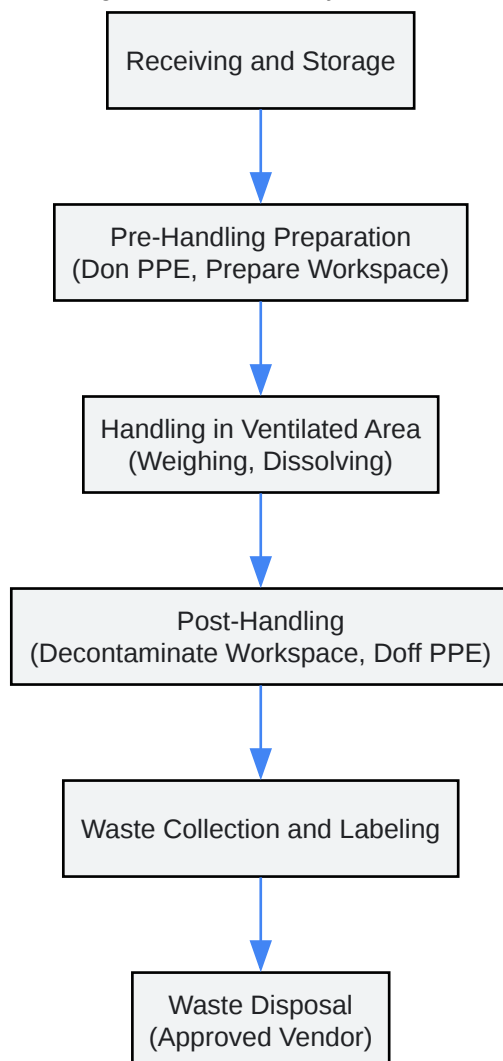 Receiving and Storage
Pre-Handling Preparation
(Don PPE, Prepare Workspace)
Handling in Ventilated Area
(Weighing, Dissolving)
Post-Handling
(Decontaminate Workspace, Doff PPE)
Waste Collection and Labeling
Waste Disposal
(Approved Vendor)